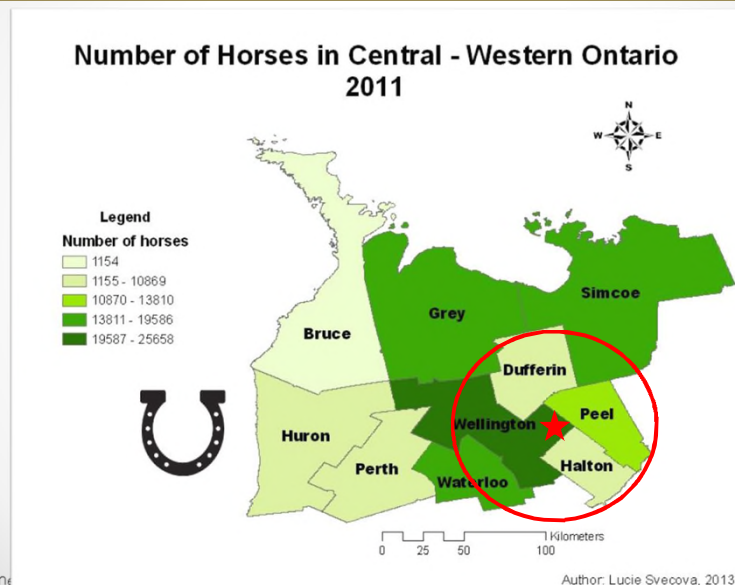 Number of Horses in Central - Western Ontario
2011
N
W E
S
Legend
Number of horses
1154
1155 - 10869
10870 - 13810
13811 - 19586
19587 - 25658
Simcoe
Grey
Bruce
Dufferin
Peel
Wellington
Huron
Halton
Perth
Waterloo
Kilometers
0 25 50 100
Author: Lucie Svecova, 2013